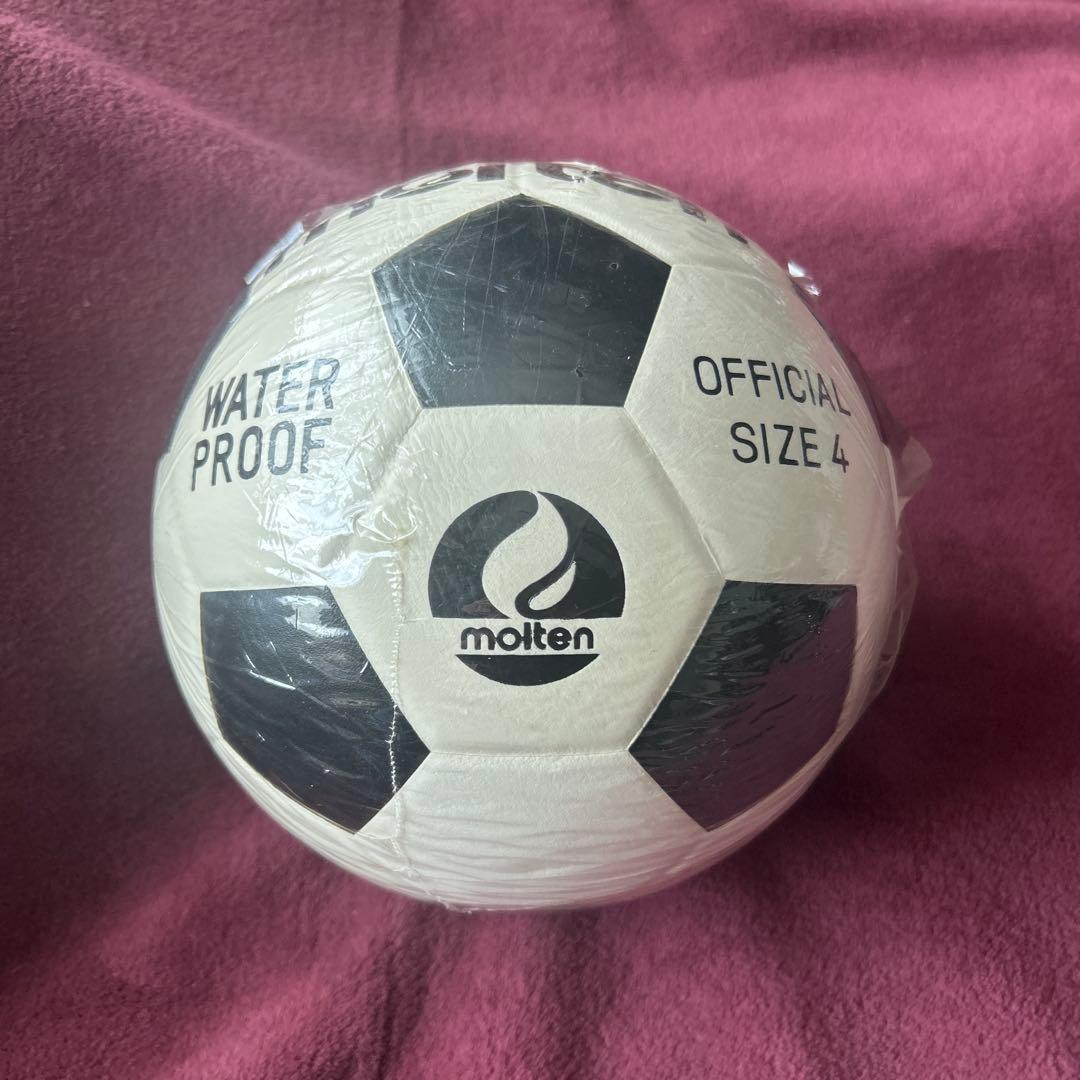 WATER
PROOF
OFFICIAL
SIZE 4
molten